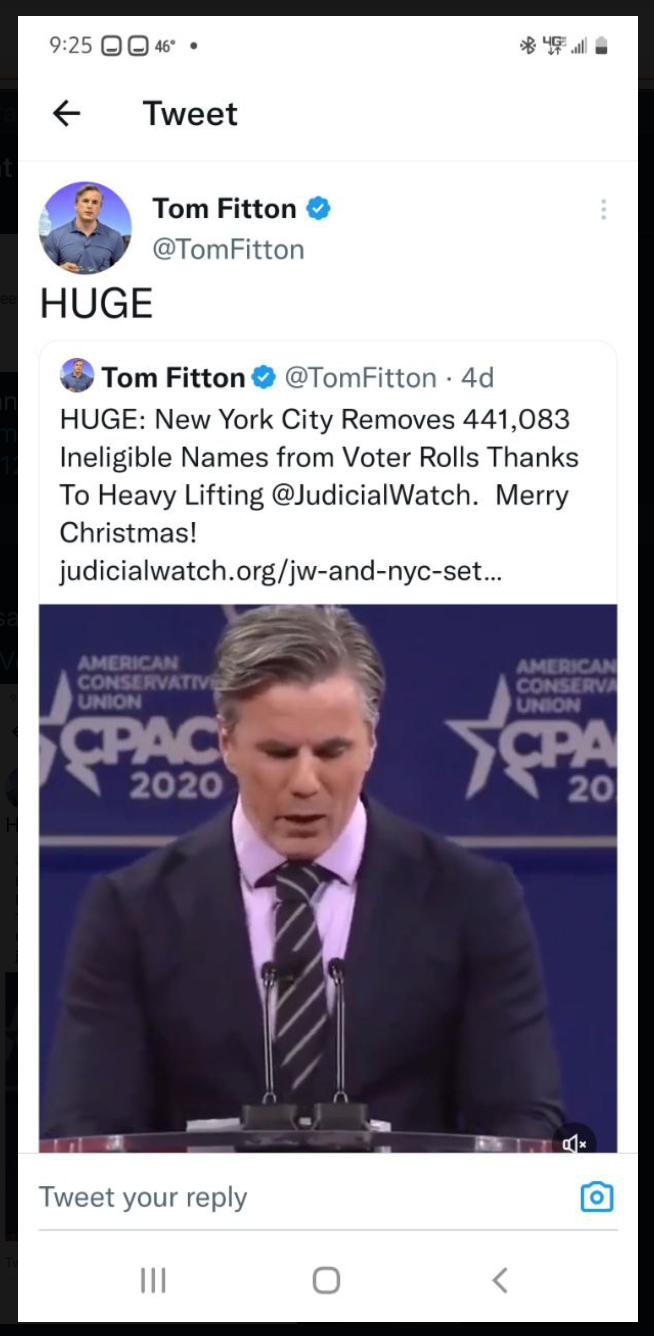 9:25 46°
4GE
Tweet
Tom Fitton
@TomFitton
HUGE
Tom Fitton @TomFitton · 4d
HUGE: New York City Removes 441,083
Ineligible Names from Voter Rolls Thanks
To Heavy Lifting @JudicialWatch. Merry
Christmas!
judicialwatch.org/jw-and-nyc-set...
AMERICAN
CONSERVATIVE
UNION
CPAC
2020
AMERICAN
CONSERVA
UNION
CPA
20
Tweet your reply